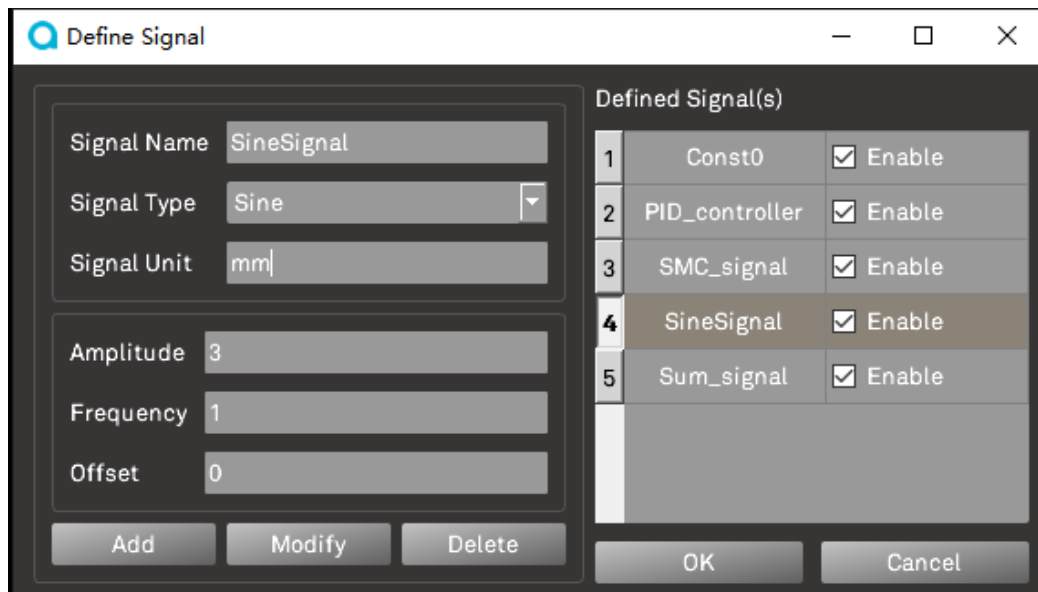 Define Signal
Signal Name SineSignal
Signal Type Sine
Signal Unit mm
Amplitude 3
Frequency 1
Offset 0
Add Modify Delete
Defined Signal(s)
1 Const0 Enable
2 PID_controller Enable
3 SMC_signal Enable
4 SineSignal Enable
5 Sum_signal Enable
OK Cancel